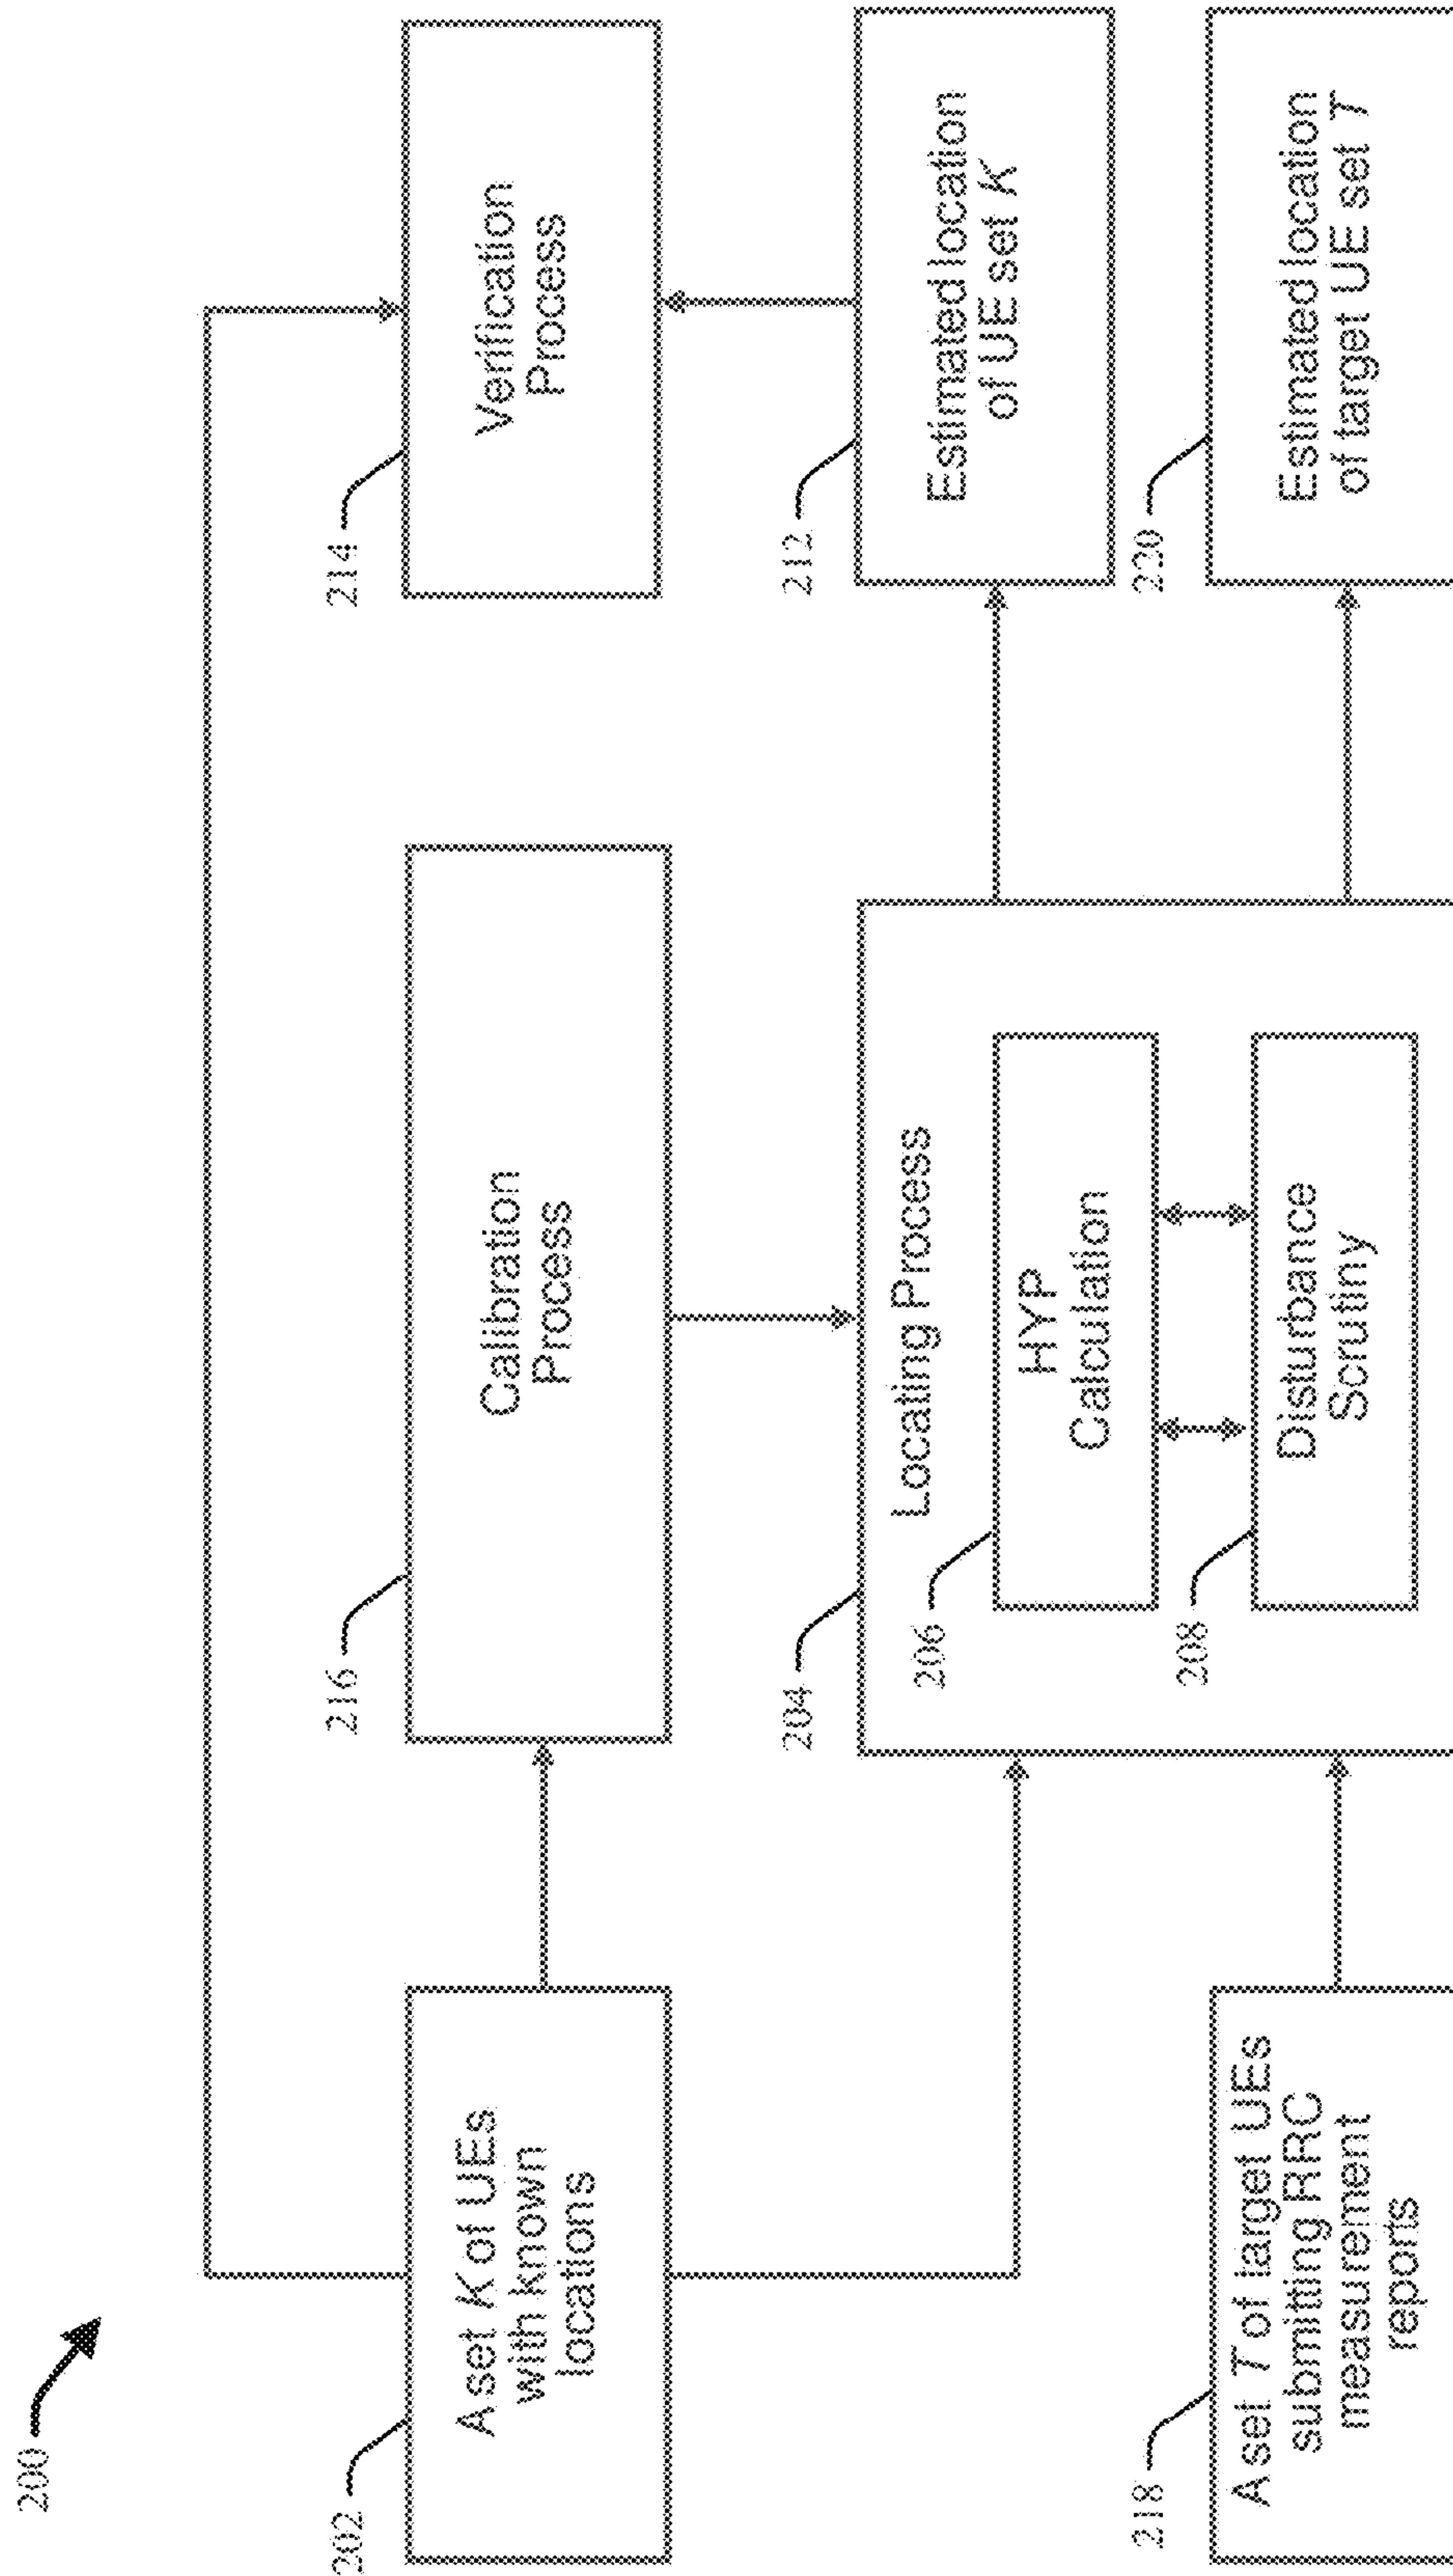 200
202
A set K of UEs
with known
locations
216
Calibration
Process
214
Verification
Process
204
Locating Process
206
HYP
Calculation
208
Disturbance
Scrutiny
212
Estimated location
of UE set K
218
A set T of target UEs
submitting RRC
measurement
reports
220
Estimated location
of target UE set T